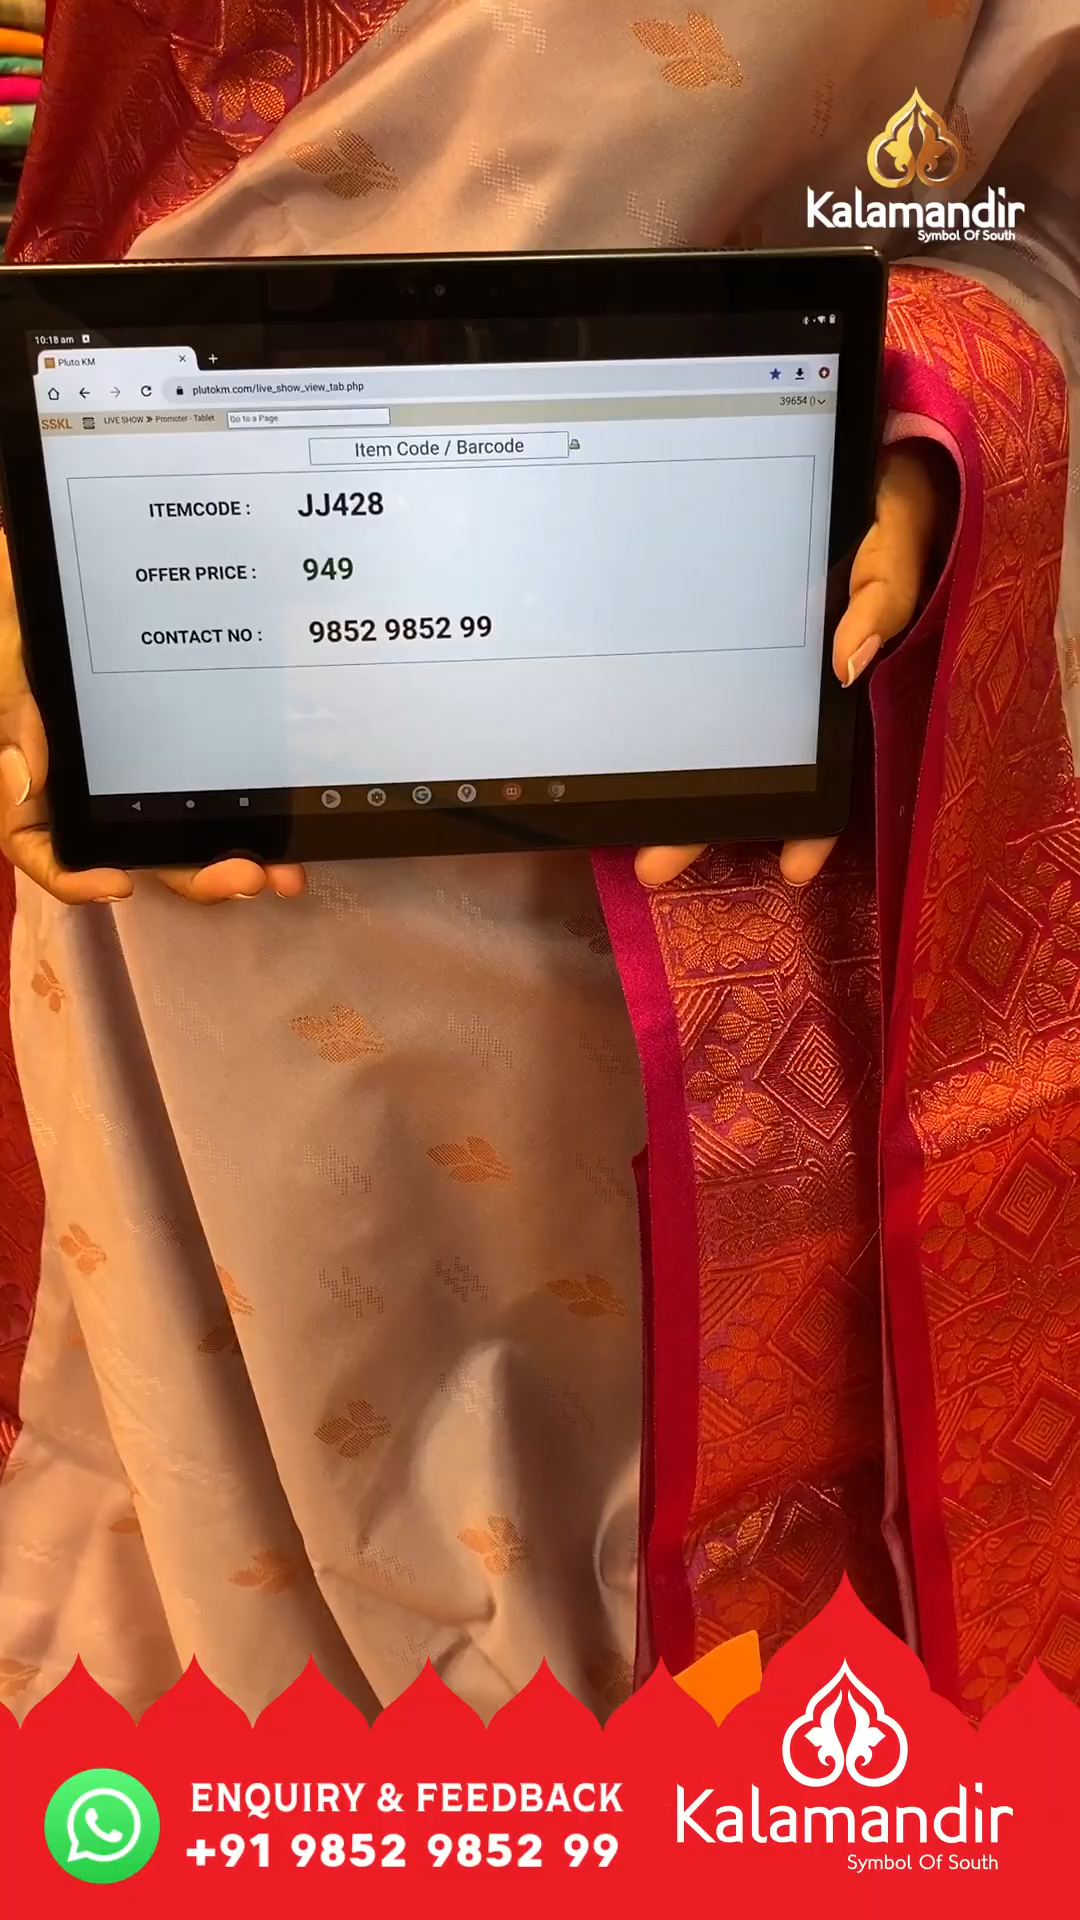 Kalamandir
Symbol Of South
10:18 am
Pluto KM
plutokm.com/live_show_view_tab.php
39654 ()
SSKL
LIVE SHOW » Promoter - Tablet
Go to a Page
Item Code / Barcode
ITEMCODE : JJ428
OFFER PRICE : 949
CONTACT NO : 9852 9852 99
ENQUIRY & FEEDBACK
+91 9852 9852 99
Kalamandir
Symbol Of South